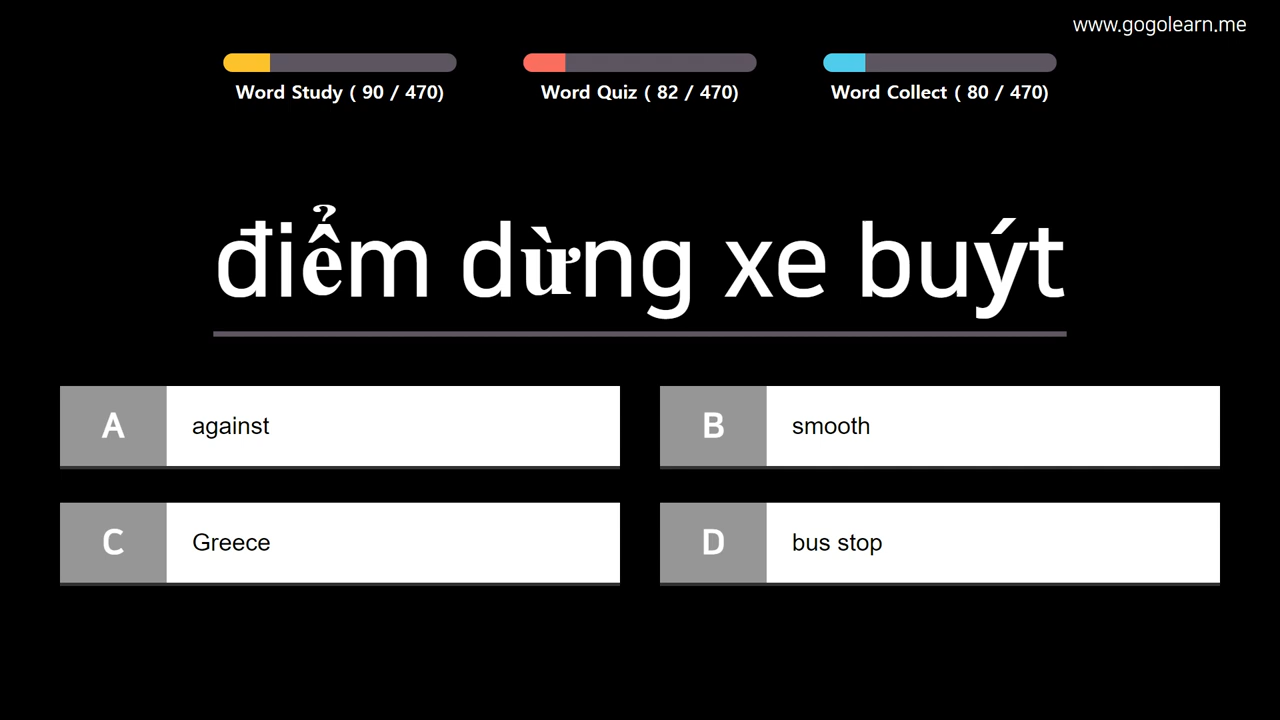 www.gogolearn.me
Word Study ( 90 / 470)
Word Quiz ( 82 / 470)
Word Collect ( 80 / 470)
điểm dừng xe buýt
A against
B smooth
C Greece
D bus stop